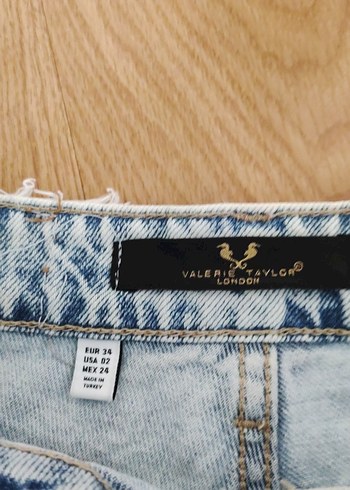 VALERIE TAYLOR®
LONDON
EUR 34
USA 02
MEX 24
MADE IN
TURKEY